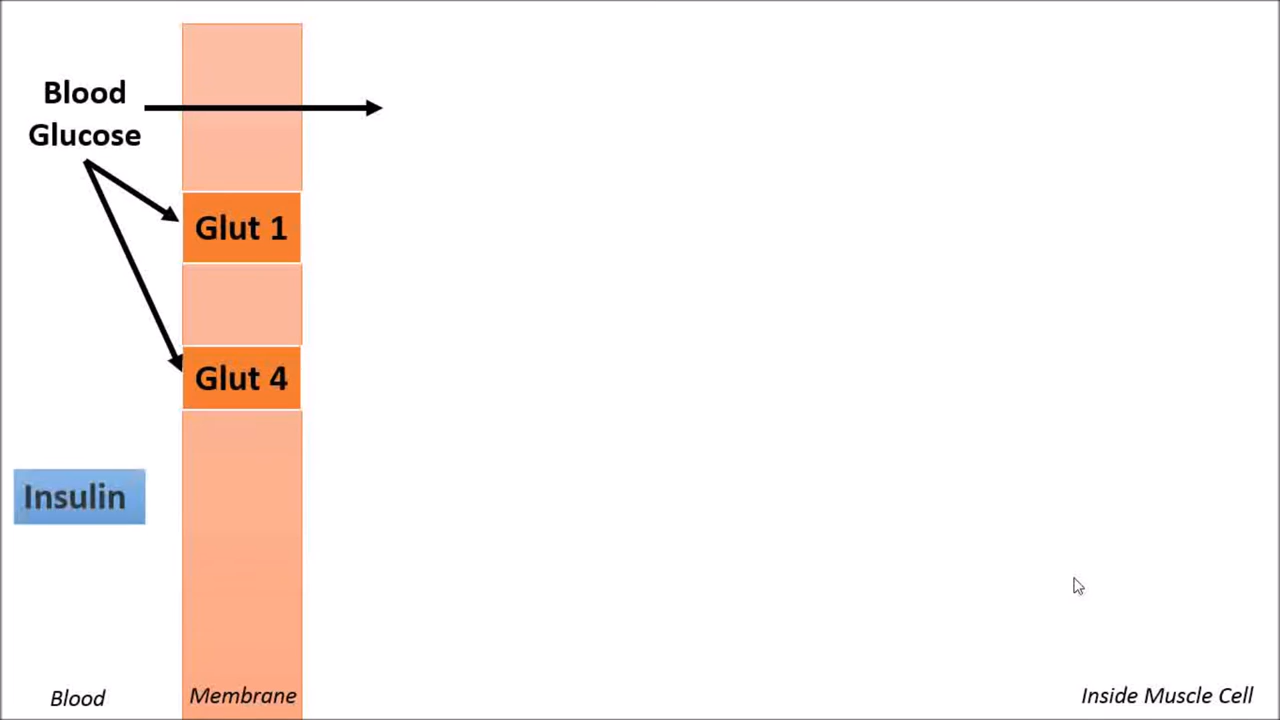 Blood
Glucose
Glut 1
Glut 4
Insulin
Blood
Membrane
Inside Muscle Cell